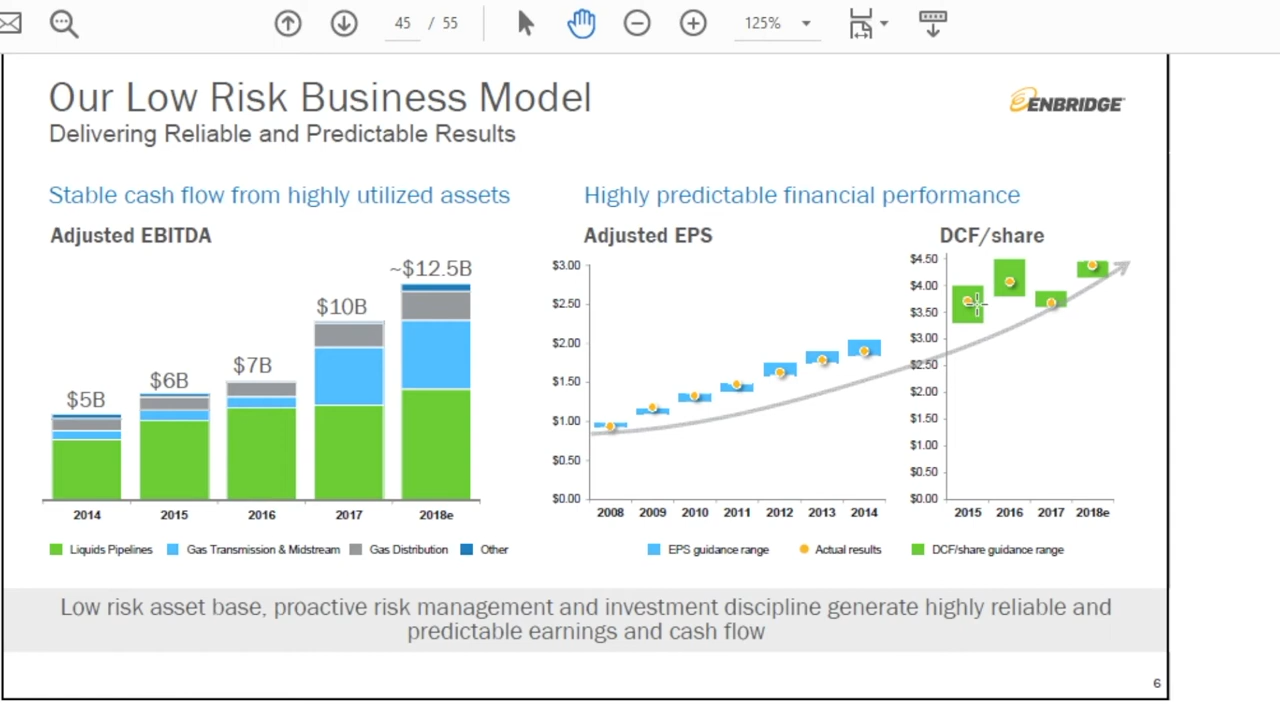 45 / 55
125%
Our Low Risk Business Model
Delivering Reliable and Predictable Results
ENBRIDGE
Stable cash flow from highly utilized assets
Adjusted EBITDA
~$12.5B
$10B
$7B
$6B
$5B
2014 2015 2016 2017 2018e
Liquids Pipelines Gas Transmission & Midstream Gas Distribution Other
Highly predictable financial performance
Adjusted EPS
$3.00
$2.50
$2.00
$1.50
$1.00
$0.50
$0.00
2008 2009 2010 2011 2012 2013 2014
DCF/share
$4.50
$4.00
$3.50
$3.00
$2.50
$2.00
$1.50
$1.00
$0.50
$0.00
2015 2016 2017 2018e
EPS guidance range Actual results DCF/share guidance range
Low risk asset base, proactive risk management and investment discipline generate highly reliable and
predictable earnings and cash flow
6